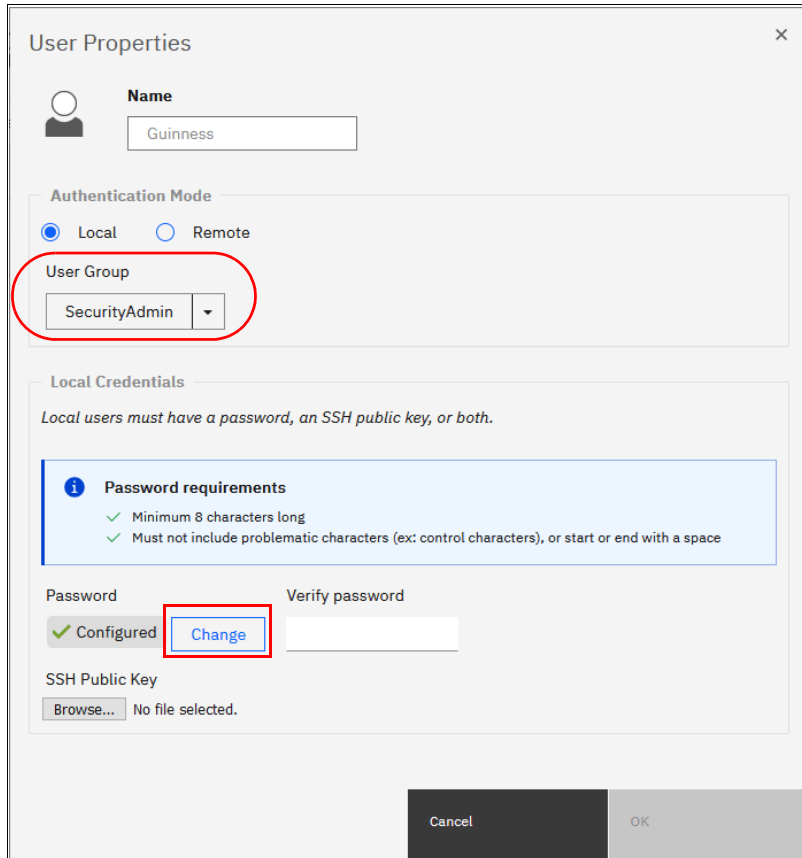 User Properties
Name
Guinness
Authentication Mode
Local Remote
User Group
SecurityAdmin
Local Credentials
Local users must have a password, an SSH public key, or both.
Password requirements
Minimum 8 characters long
Must not include problematic characters (ex: control characters), or start or end with a space
Password Verify password
Configured Change
SSH Public Key
Browse... No file selected.
Cancel OK